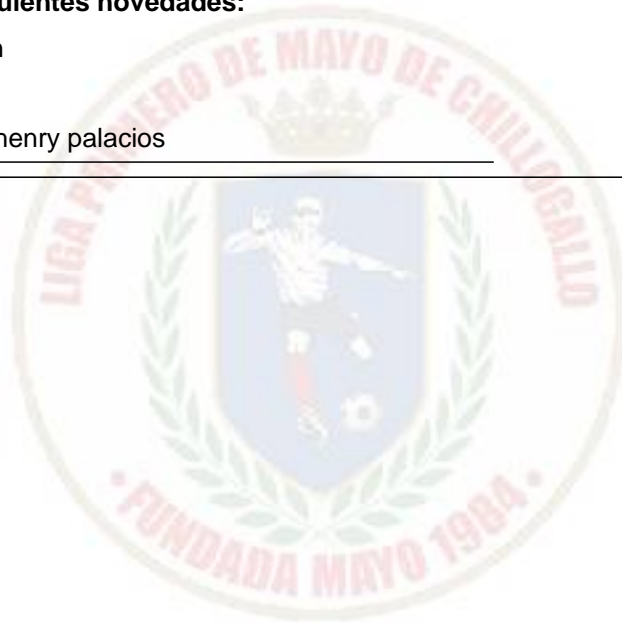 uientes novedades:
n
henry palacios
LIGA PRIMERO DE MAYO DE CHILLOGALLO
• FUNDADA MAYO 1984 •